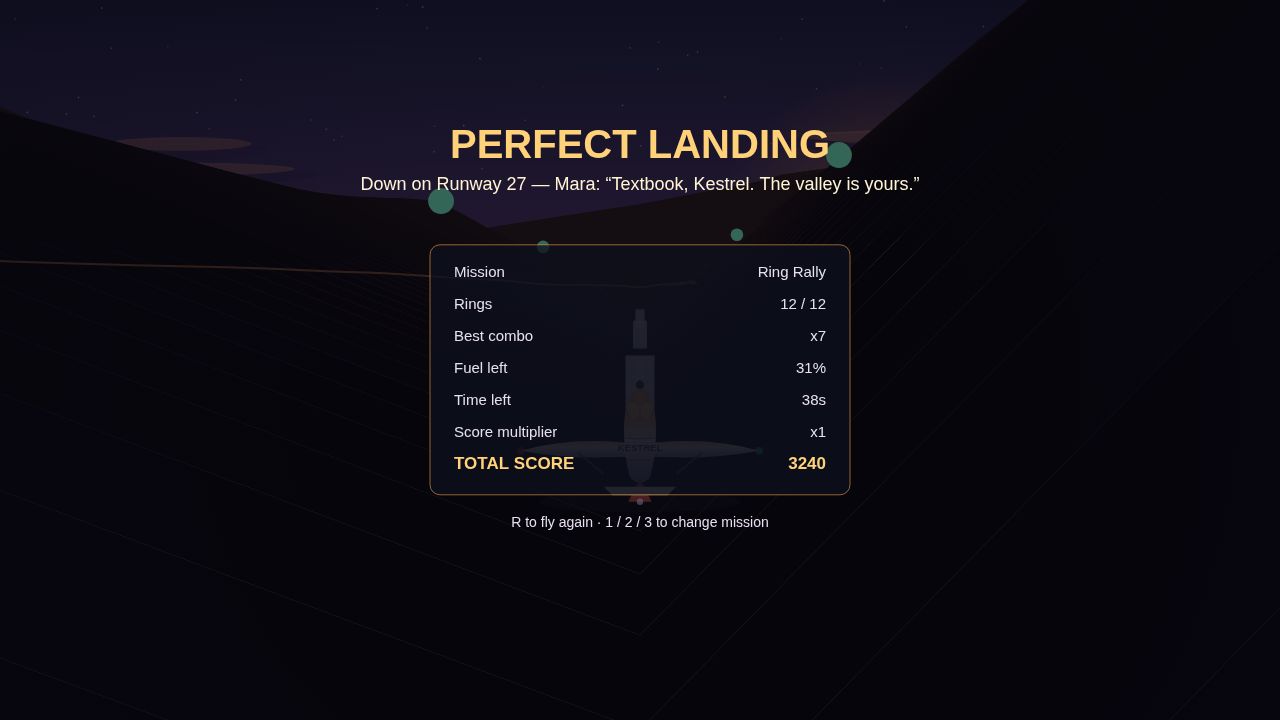 PERFECT LANDING
Down on Runway 27 — Mara: “Textbook, Kestrel. The valley is yours.”
Mission Ring Rally
Rings 12 / 12
Best combo x7
Fuel left 31%
Time left 38s
Score multiplier x1
KESTREL
TOTAL SCORE 3240
R to fly again · 1 / 2 / 3 to change mission